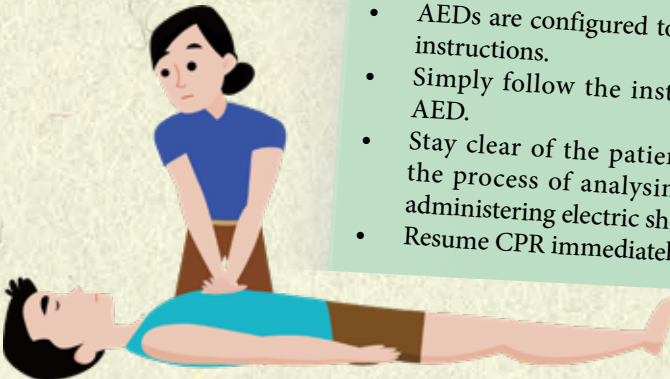 • AEDs are configured to
instructions.
• Simply follow the inst
AED.
• Stay clear of the patien
the process of analysin
administering electric sh
• Resume CPR immediatel